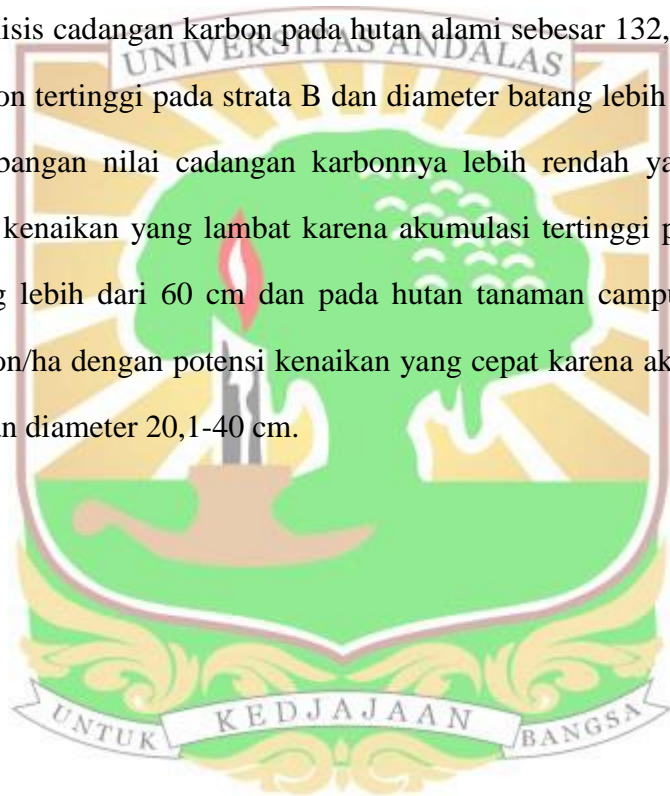 isis cadangan karbon pada hutan alami sebesar 132,
UNIVERSITAS ANDALAS
on tertinggi pada strata B dan diameter batang lebih
bangan nilai cadangan karbonnya lebih rendah ya
kenaikan yang lambat karena akumulasi tertinggi p
g lebih dari 60 cm dan pada hutan tanaman campu
on/ha dengan potensi kenaikan yang cepat karena ak
an diameter 20,1-40 cm.
UNTUK KEDJAJAAN BANGSA